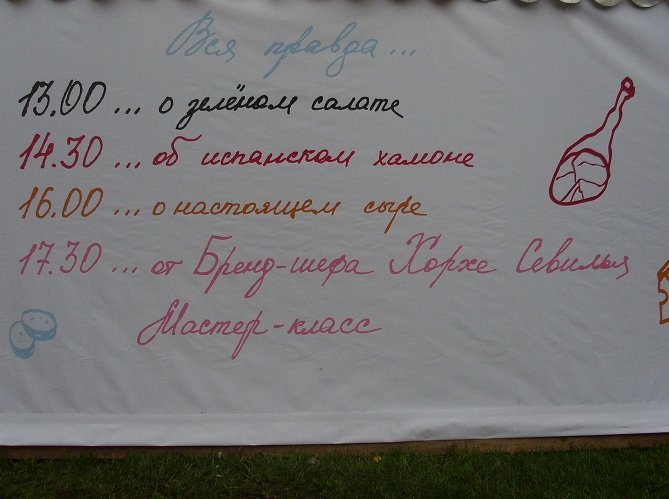 Вся правда...
13.00 ... о зелёном салате
14.30 ... об испанском хамоне
16.00 ... о настоящем сыре
17.30 ... от Бренд-шефа Хорхе Севилья
Мастер-класс